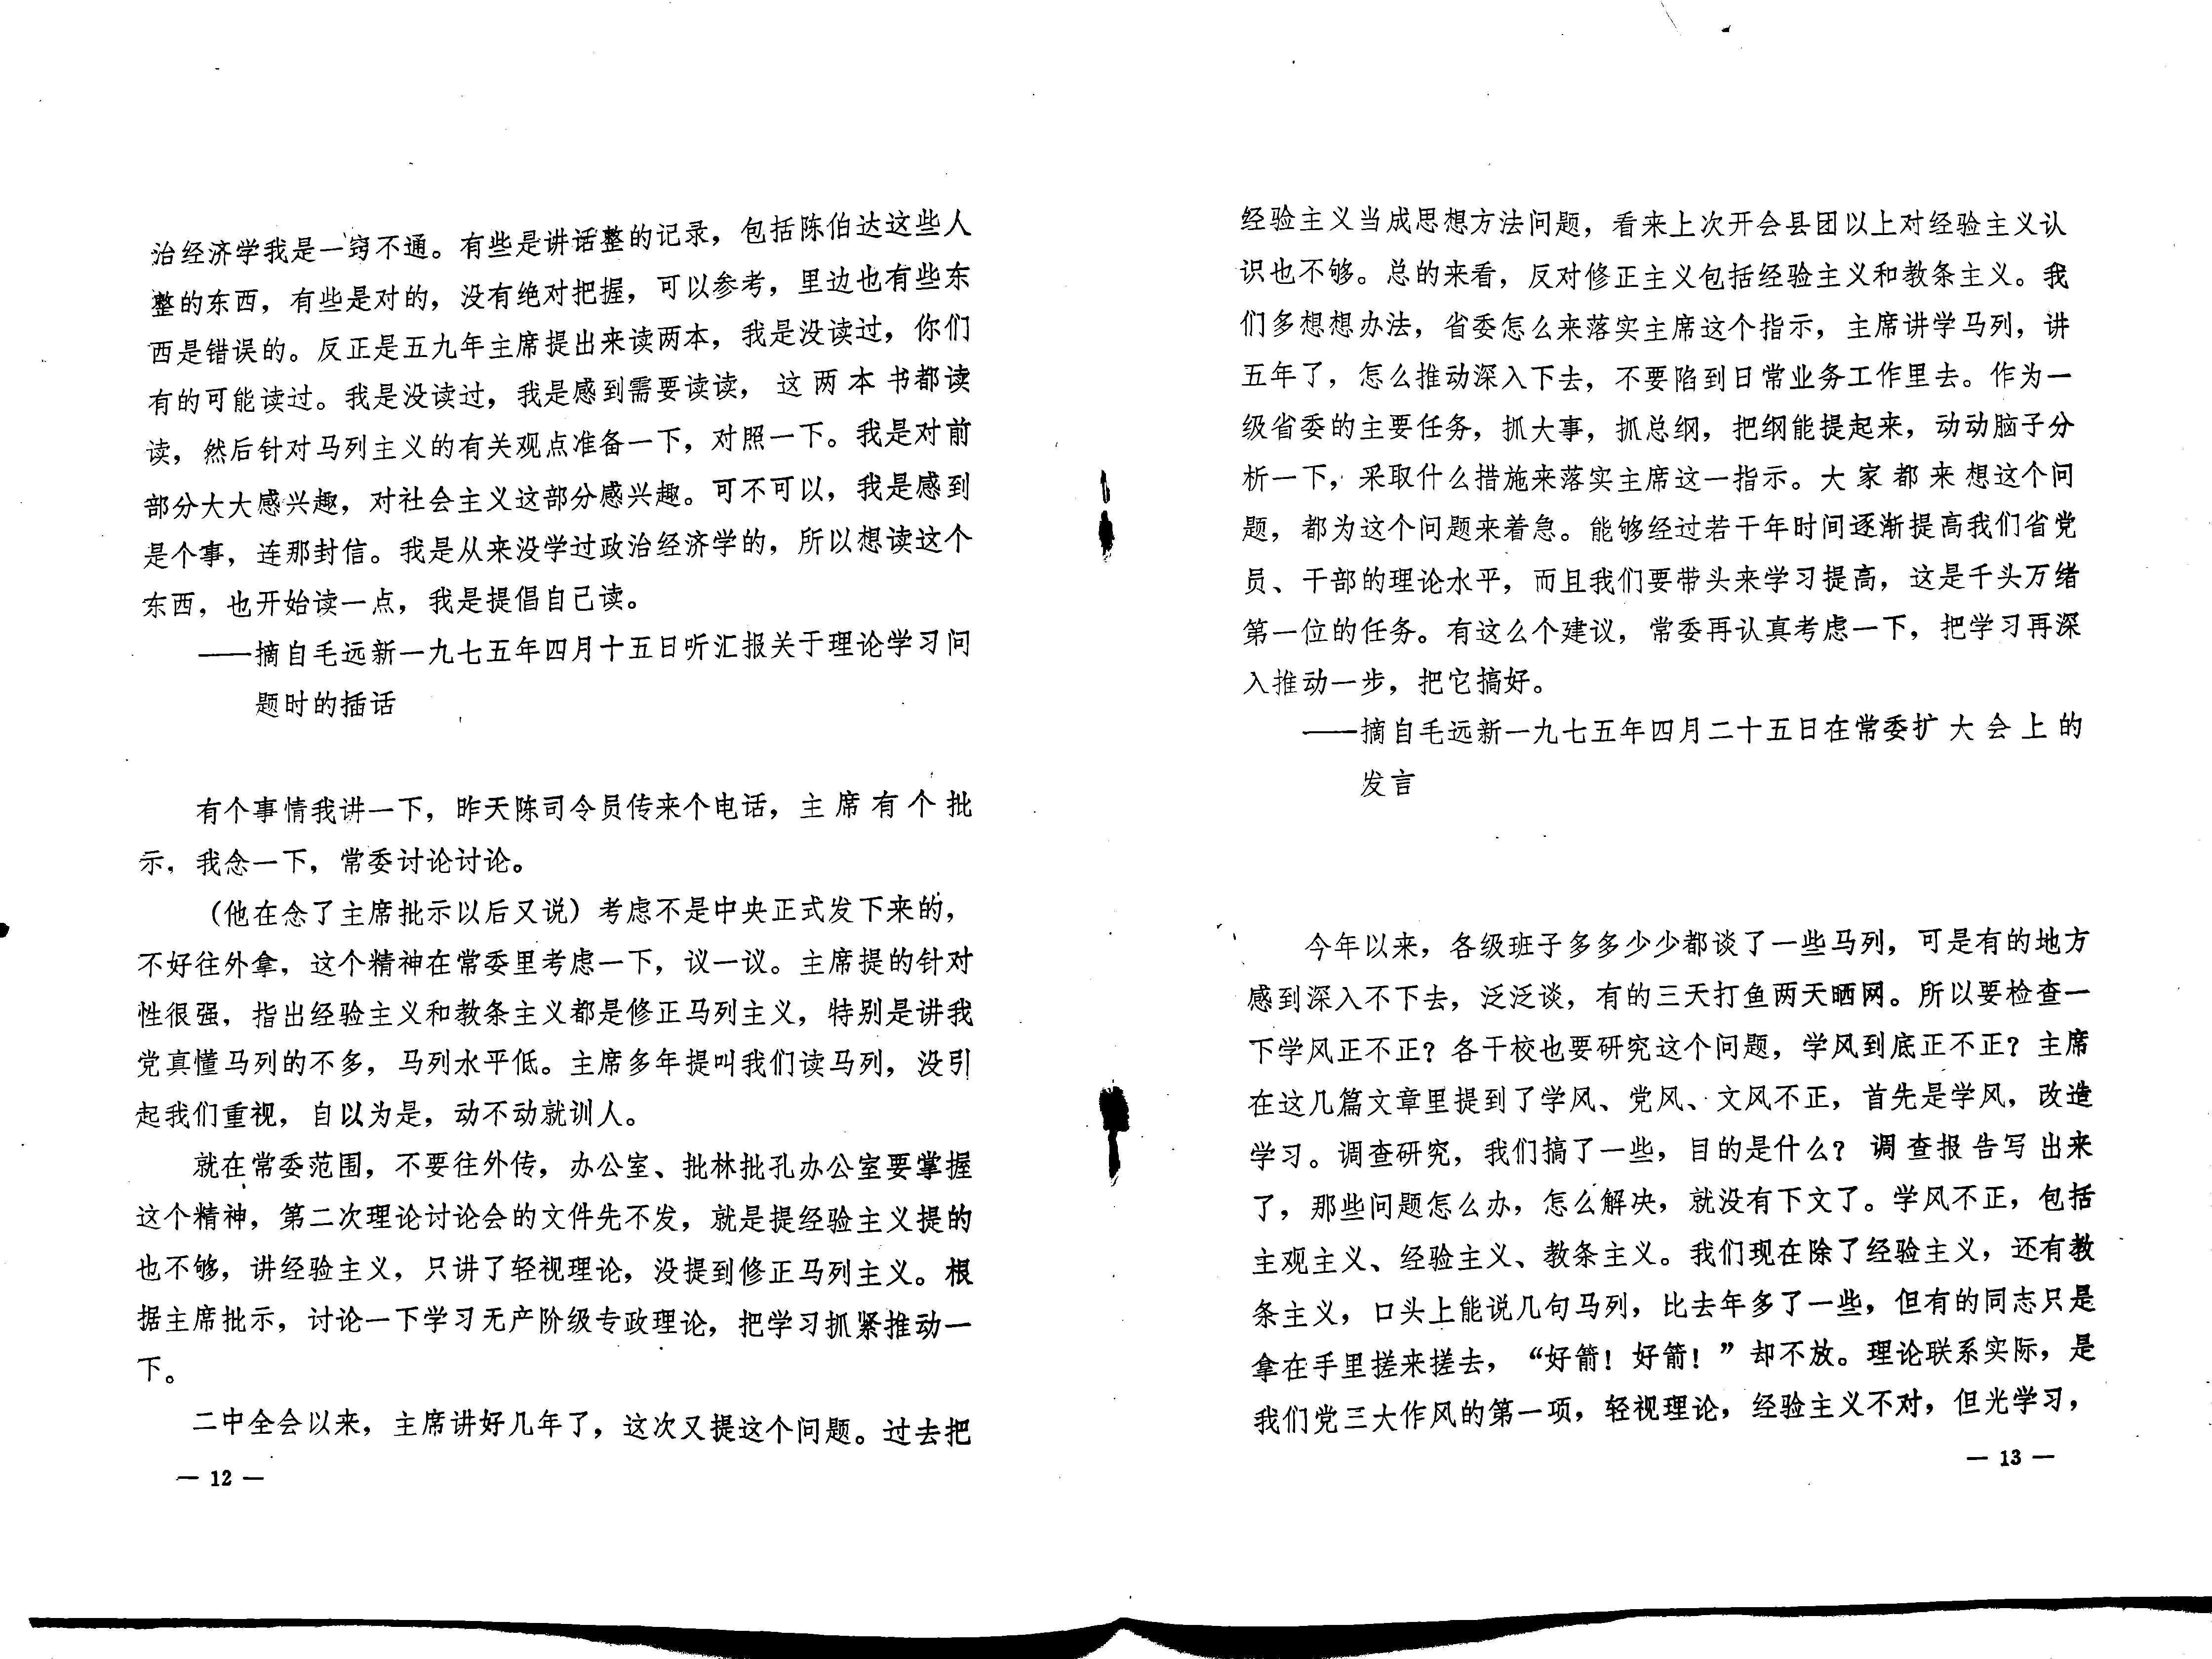 治经济学我是一窍不通。有些是讲话整的记录，包括陈伯达这些人
整的东西，有些是对的，没有绝对把握，可以参考，里边也有些东
西是错误的。反正是五九年主席提出来读两本，我是没读过，你们
有的可能读过。我是没读过，我是感到需要读读，这两本书都读
读，然后针对马列主义的有关观点准备一下，对照一下。我是对前
部分大大感兴趣，对社会主义这部分感兴趣。可不可以，我是感到
是个事，连那封信。我是从来没学过政治经济学的，所以想读这个
东西，也开始读一点，我是提倡自己读。
——摘自毛远新一九七五年四月十五日听汇报关于理论学习问
题时的插话
有个事情我讲一下，昨天陈司令员传来个电话，主席有个批
示，我念一下，常委讨论讨论。
（他在念了主席批示以后又说）考虑不是中央正式发下来的，
不好往外拿，这个精神在常委里考虑一下，议一议。主席提的针对
性很强，指出经验主义和教条主义都是修正马列主义，特别是讲我
党真懂马列的不多，马列水平低。主席多年提叫我们读马列，没引
起我们重视，自以为是，动不动就训人。
就在常委范围，不要往外传，办公室、批林批孔办公室要掌握
这个精神，第二次理论讨论会的文件先不发，就是提经验主义提的
也不够，讲经验主义，只讲了轻视理论，没提到修正马列主义。根
据主席批示，讨论一下学习无产阶级专政理论，把学习抓紧推动一
下。
二中全会以来，主席讲好几年了，这次又提这个问题。过去把
— 12 —
经验主义当成思想方法问题，看来上次开会县团以上对经验主义认
识也不够。总的来看，反对修正主义包括经验主义和教条主义。我
们多想想办法，省委怎么来落实主席这个指示，主席讲学马列，讲
五年了，怎么推动深入下去，不要陷到日常业务工作里去。作为一
级省委的主要任务，抓大事，抓总纲，把纲能提起来，动动脑子分
析一下，采取什么措施来落实主席这一指示。大家都来想这个问
题，都为这个问题来着急。能够经过若干年时间逐渐提高我们省党
员、干部的理论水平，而且我们要带头来学习提高，这是千头万绪
第一位的任务。有这么个建议，常委再认真考虑一下，把学习再深
入推动一步，把它搞好。
——摘自毛远新一九七五年四月二十五日在常委扩大会上的
发言
今年以来，各级班子多多少少都谈了一些马列，可是有的地方
感到深入不下去，泛泛谈，有的三天打鱼两天晒网。所以要检查一
下学风正不正？各干校也要研究这个问题，学风到底正不正？主席
在这几篇文章里提到了学风、党风、文风不正，首先是学风，改造
学习。调查研究，我们搞了一些，目的是什么？调查报告写出来
了，那些问题怎么办，怎么解决，就没有下文了。学风不正，包括
主观主义、经验主义、教条主义。我们现在除了经验主义，还有教
条主义，口头上能说几句马列，比去年多了一些，但有的同志只是
拿在手里搓来搓去，“好箭！好箭！”却不放。理论联系实际，是
我们党三大作风的第一项，轻视理论，经验主义不对，但光学习，
— 13 —